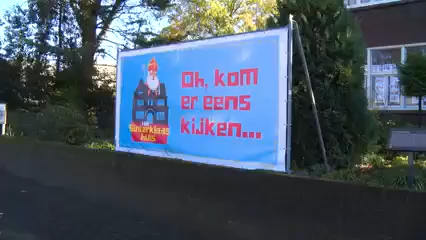 Oh, kom
er eens
kijken...
Sinterklaas
huis